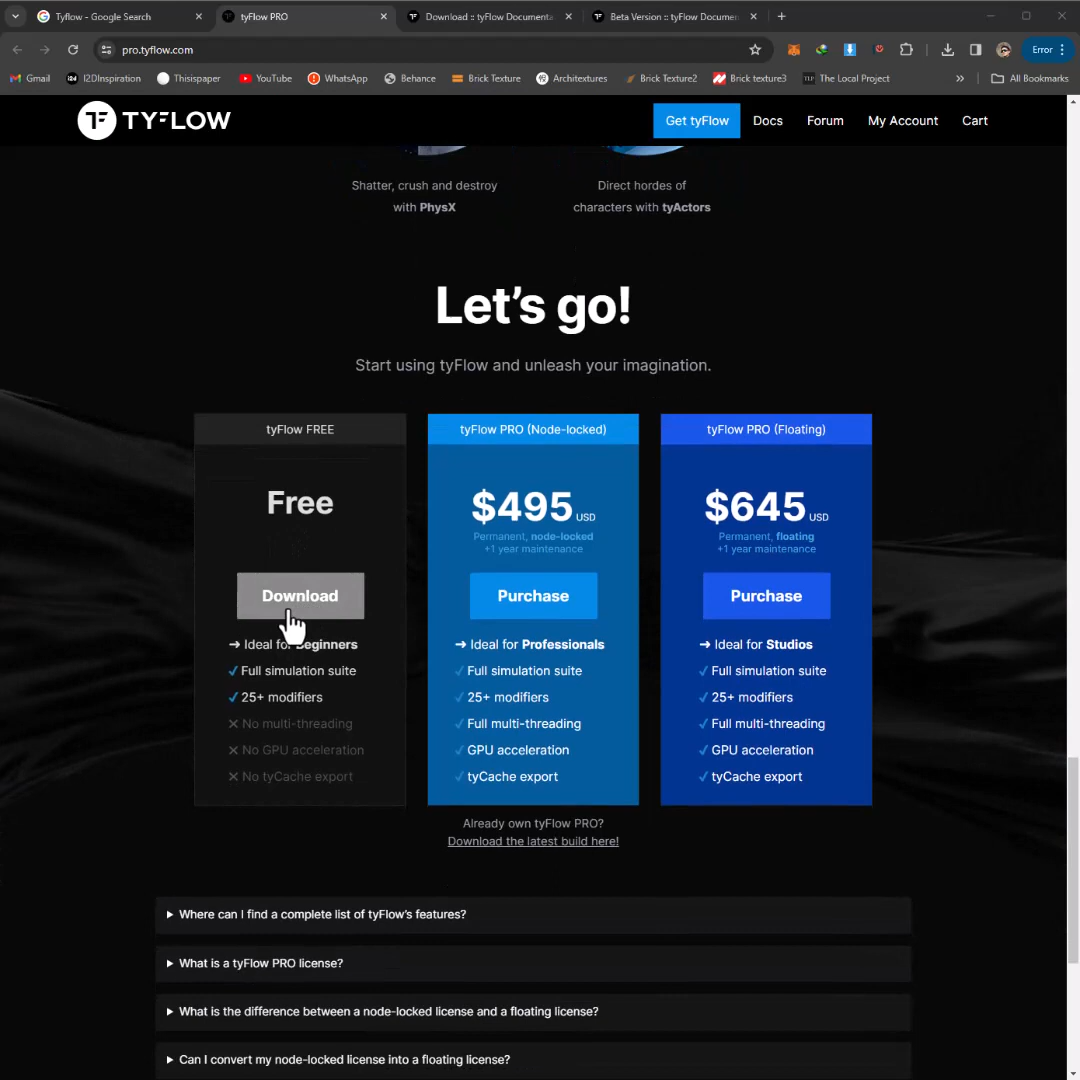 Tyflow - Google Search
tyFlow PRO
Download :: tyFlow Documenta
Beta Version :: tyFlow Documen
pro.tyflow.com
Error
Gmail
I2DInspiration
Thisispaper
YouTube
WhatsApp
Behance
Brick Texture
Architextures
Brick Texture2
Brick texture3
TLP
The Local Project
»
All Bookmarks
TF TYFLOW
Get tyFlow
Docs
Forum
My Account
Cart
Shatter, crush and destroy
with PhysX
Direct hordes of
characters with tyActors
Let's go!
Start using tyFlow and unleash your imagination.
tyFlow FREE
Free
Download
➜ Ideal for Beginners
✓ Full simulation suite
✓ 25+ modifiers
✕ No multi-threading
✕ No GPU acceleration
✕ No tyCache export
tyFlow PRO (Node-locked)
$495 USD
Permanent, node-locked
+1 year maintenance
Purchase
➜ Ideal for Professionals
✓ Full simulation suite
✓ 25+ modifiers
✓ Full multi-threading
✓ GPU acceleration
✓ tyCache export
tyFlow PRO (Floating)
$645 USD
Permanent, floating
+1 year maintenance
Purchase
➜ Ideal for Studios
✓ Full simulation suite
✓ 25+ modifiers
✓ Full multi-threading
✓ GPU acceleration
✓ tyCache export
Already own tyFlow PRO?
Download the latest build here!
Where can I find a complete list of tyFlow's features?
What is a tyFlow PRO license?
What is the difference between a node-locked license and a floating license?
Can I convert my node-locked license into a floating license?